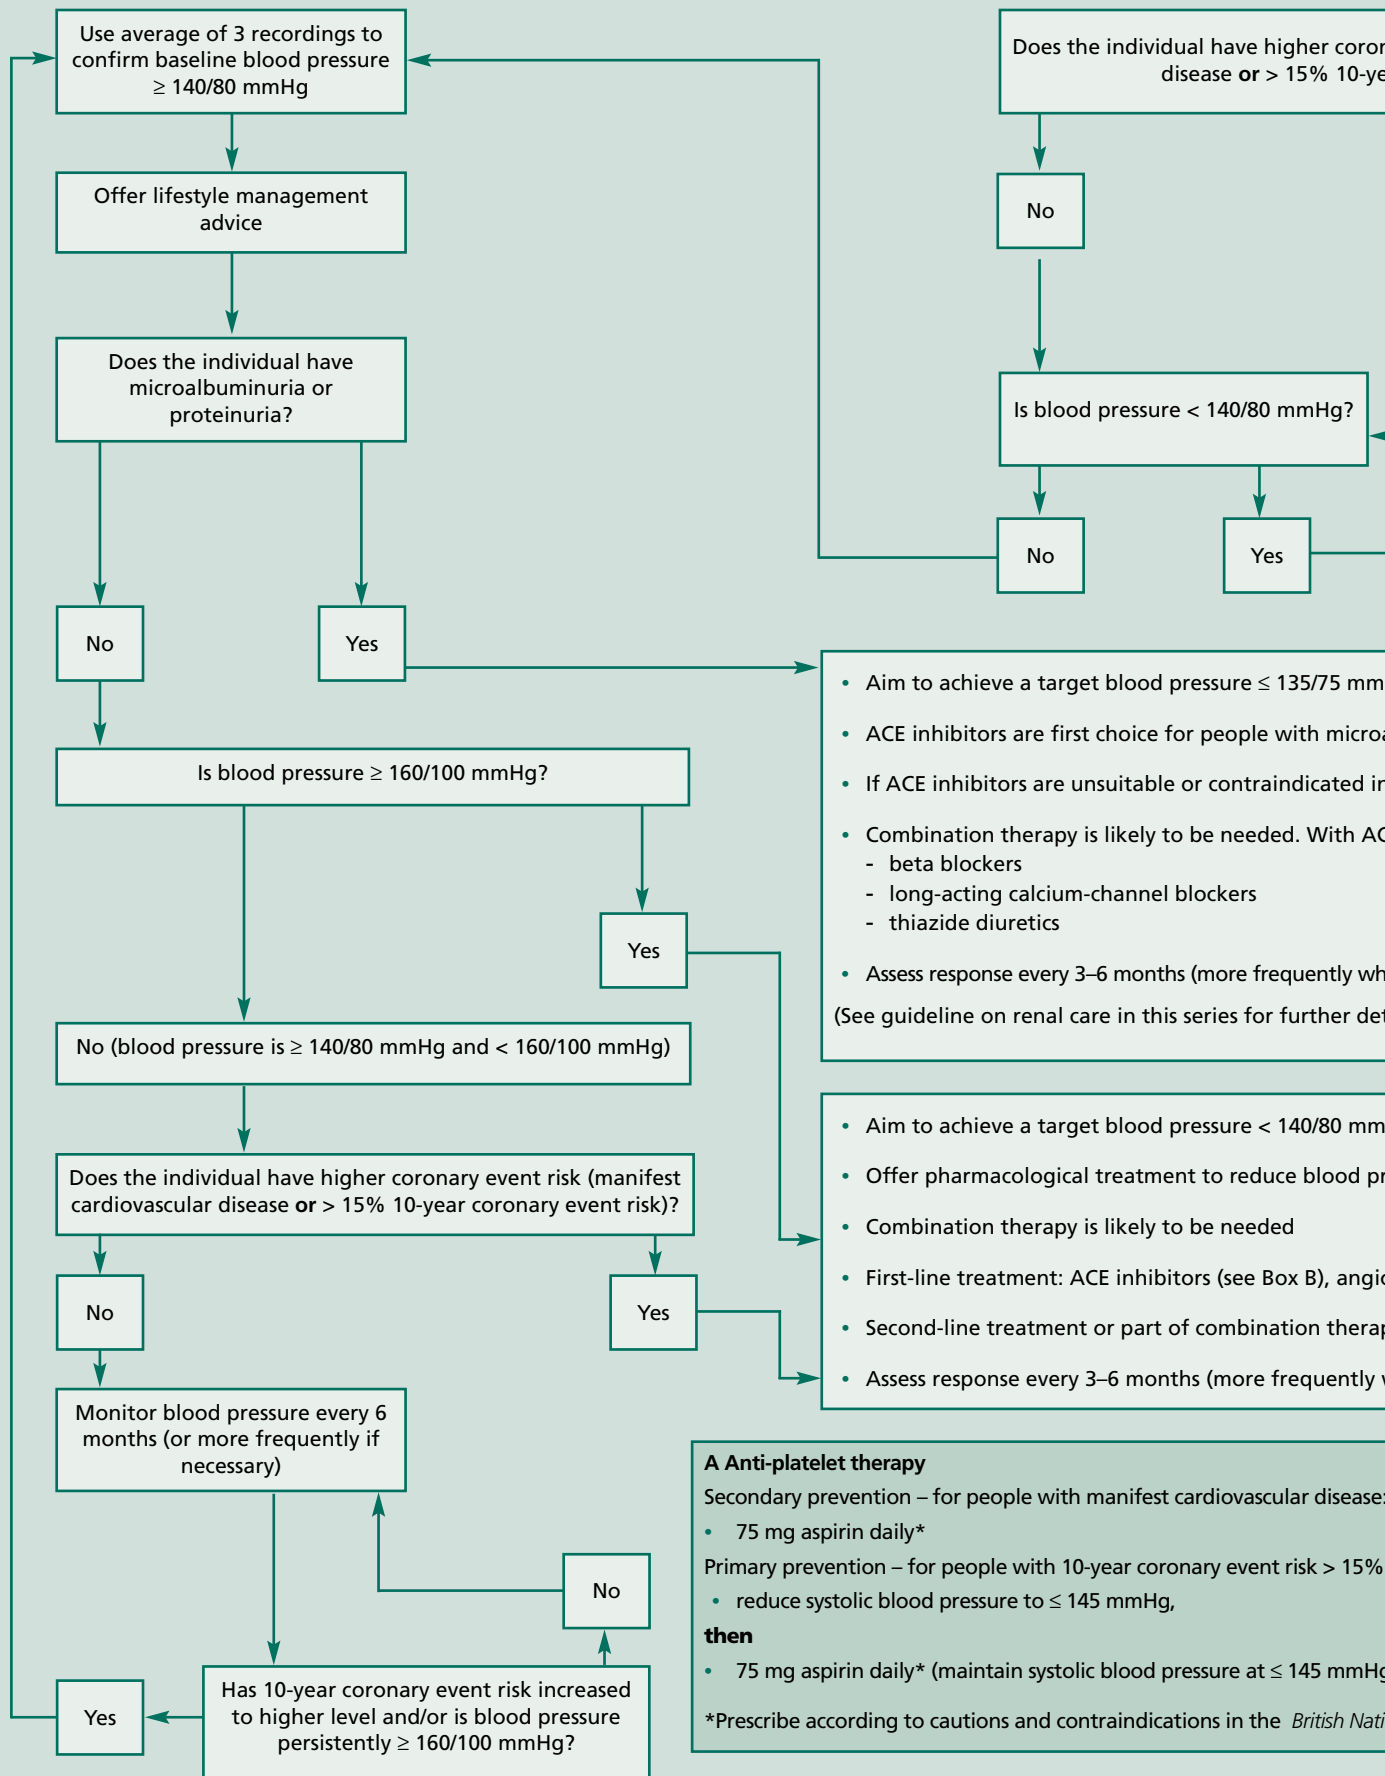 Use average of 3 recordings to
confirm baseline blood pressure
≥ 140/80 mmHg
Offer lifestyle management
advice
Does the individual have
microalbuminuria or
proteinuria?
No
Yes
Is blood pressure ≥ 160/100 mmHg?
Yes
No (blood pressure is ≥ 140/80 mmHg and < 160/100 mmHg)
Does the individual have higher coronary event risk (manifest
cardiovascular disease or > 15% 10-year coronary event risk)?
No
Yes
Monitor blood pressure every 6
months (or more frequently if
necessary)
No
Has 10-year coronary event risk increased
to higher level and/or is blood pressure
persistently ≥ 160/100 mmHg?
Yes
Does the individual have higher
disease or > 15%
No
Is blood pressure < 140/80 mmHg?
No
Yes
• Aim to achieve a target blood pressure ≤ 135/75
• ACE inhibitors are first choice for people with
• If ACE inhibitors are unsuitable or contraindicated in
• Combination therapy is likely to be needed. With
- beta blockers
- long-acting calcium-channel blockers
- thiazide diuretics
• Assess response every 3–6 months (more frequently
(See guideline on renal care in this series for further
• Aim to achieve a target blood pressure < 140/80
• Offer pharmacological treatment to reduce blood
• Combination therapy is likely to be needed
• First-line treatment: ACE inhibitors (see Box B),
• Second-line treatment or part of combination
• Assess response every 3–6 months (more frequently
A Anti-platelet therapy
Secondary prevention – for people with manifest cardiovascular disease:
• 75 mg aspirin daily*
Primary prevention – for people with 10-year coronary event risk > 15%
• reduce systolic blood pressure to ≤ 145 mmHg,
then
• 75 mg aspirin daily* (maintain systolic blood pressure at ≤ 145 mmHg
*Prescribe according to cautions and contraindications in the British